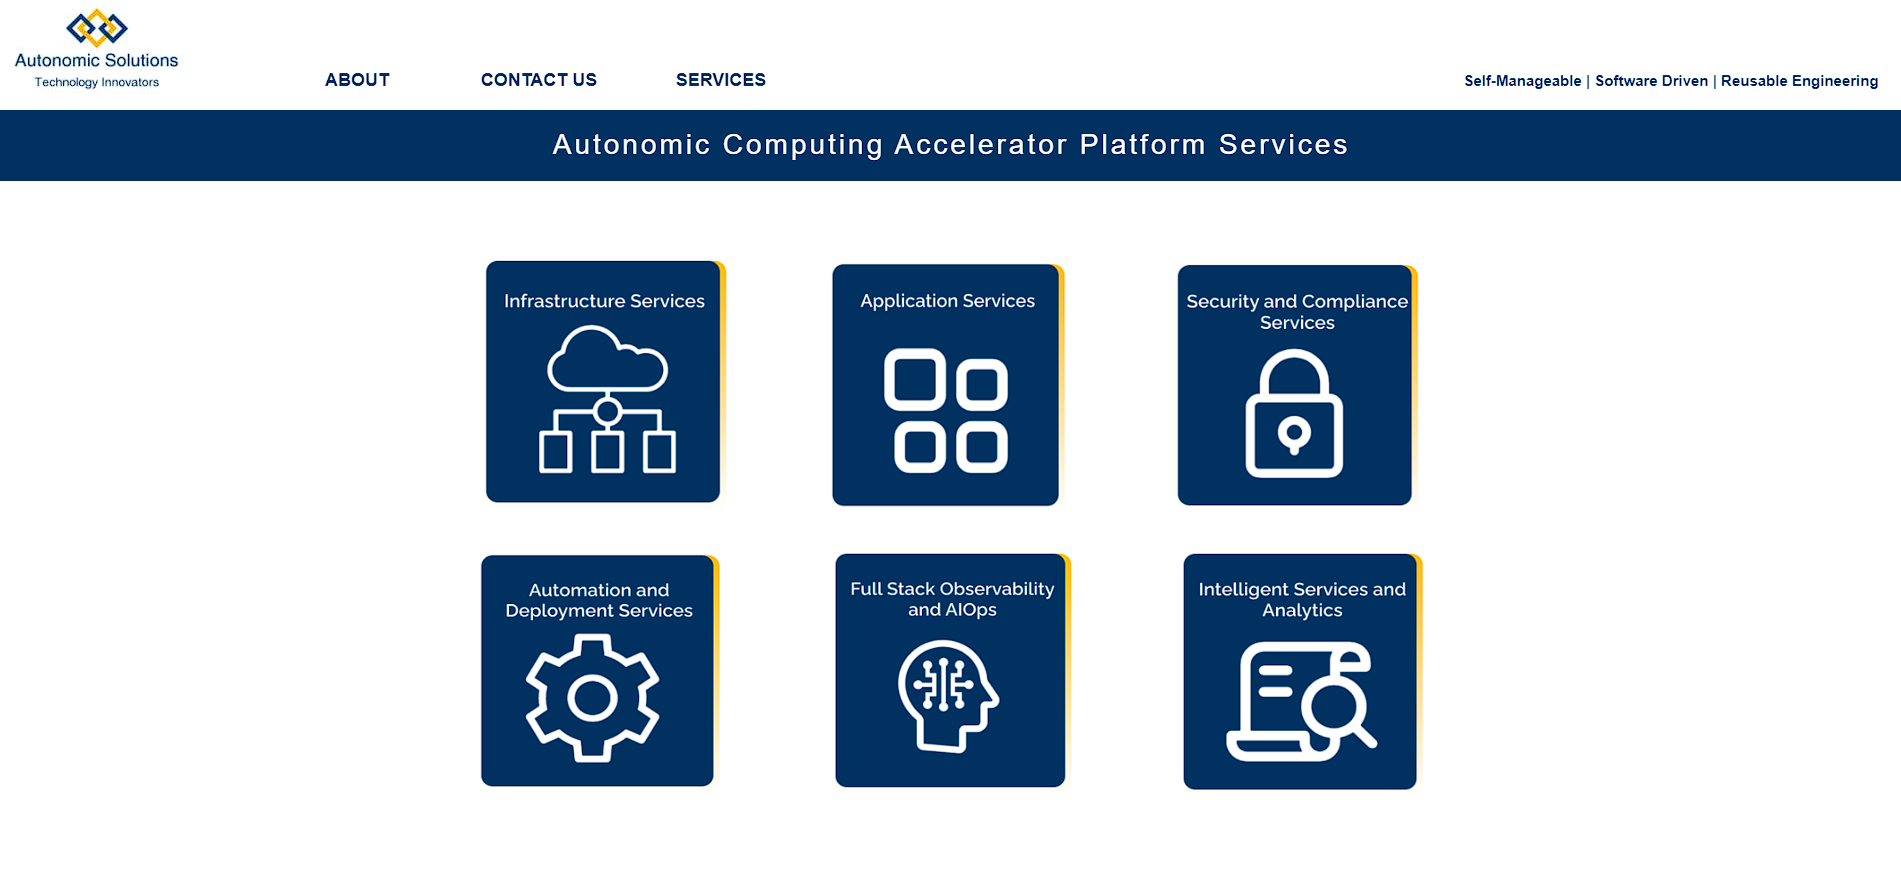 Autonomic Solutions
Technology Innovators
ABOUT
CONTACT US
SERVICES
Self-Manageable | Software Driven | Reusable Engineering
Autonomic Computing Accelerator Platform Services
Infrastructure Services
Application Services
Security and Compliance
Services
Automation and
Deployment Services
Full Stack Observability
and AIOps
Intelligent Services and
Analytics